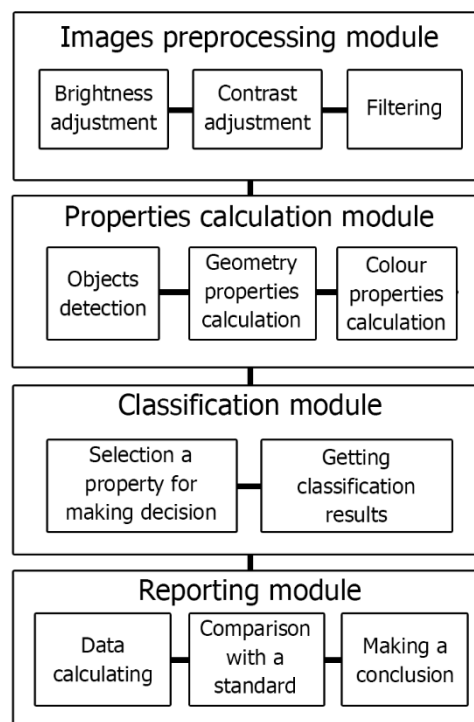 Images preprocessing module
Brightness
adjustment
Contrast
adjustment
Filtering
Properties calculation module
Objects
detection
Geometry
properties
calculation
Colour
properties
calculation
Classification module
Selection a
property for
making decision
Getting
classification
results
Reporting module
Data
calculating
Comparison
with a
standard
Making a
conclusion